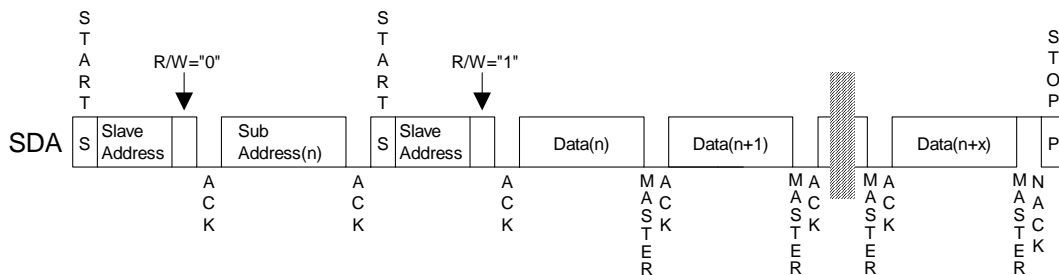 START
START
STOP
R/W="0"
R/W="1"
SDA
S
Slave Address
Sub Address(n)
S
Slave Address
Data(n)
Data(n+1)
Data(n+x)
P
ACK
ACK
ACK
MASTER
ACK
MASTER
ACK
MASTER
ACK
MASTER
NACK